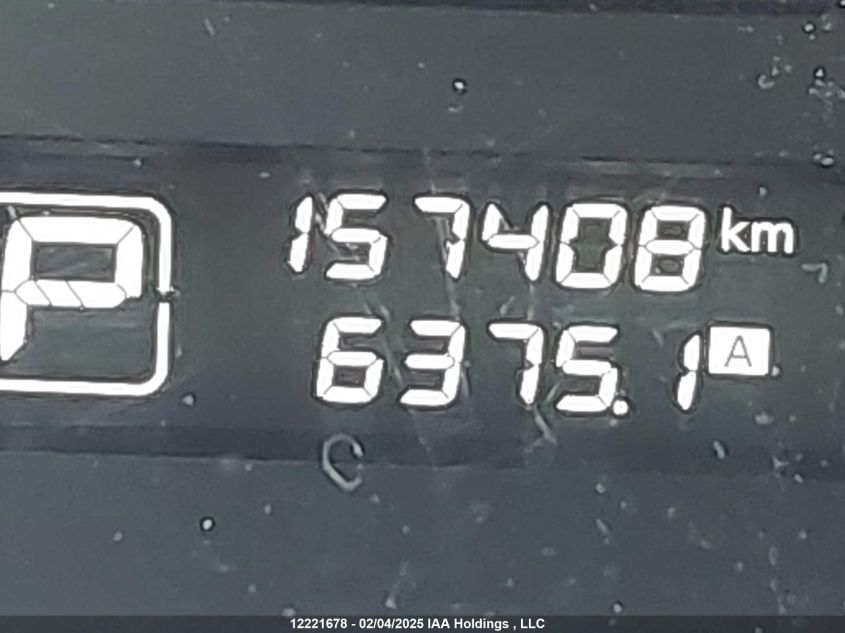 P
157408 km
6375.1 A
12221678 - 02/04/2025 IAA Holdings , LLC